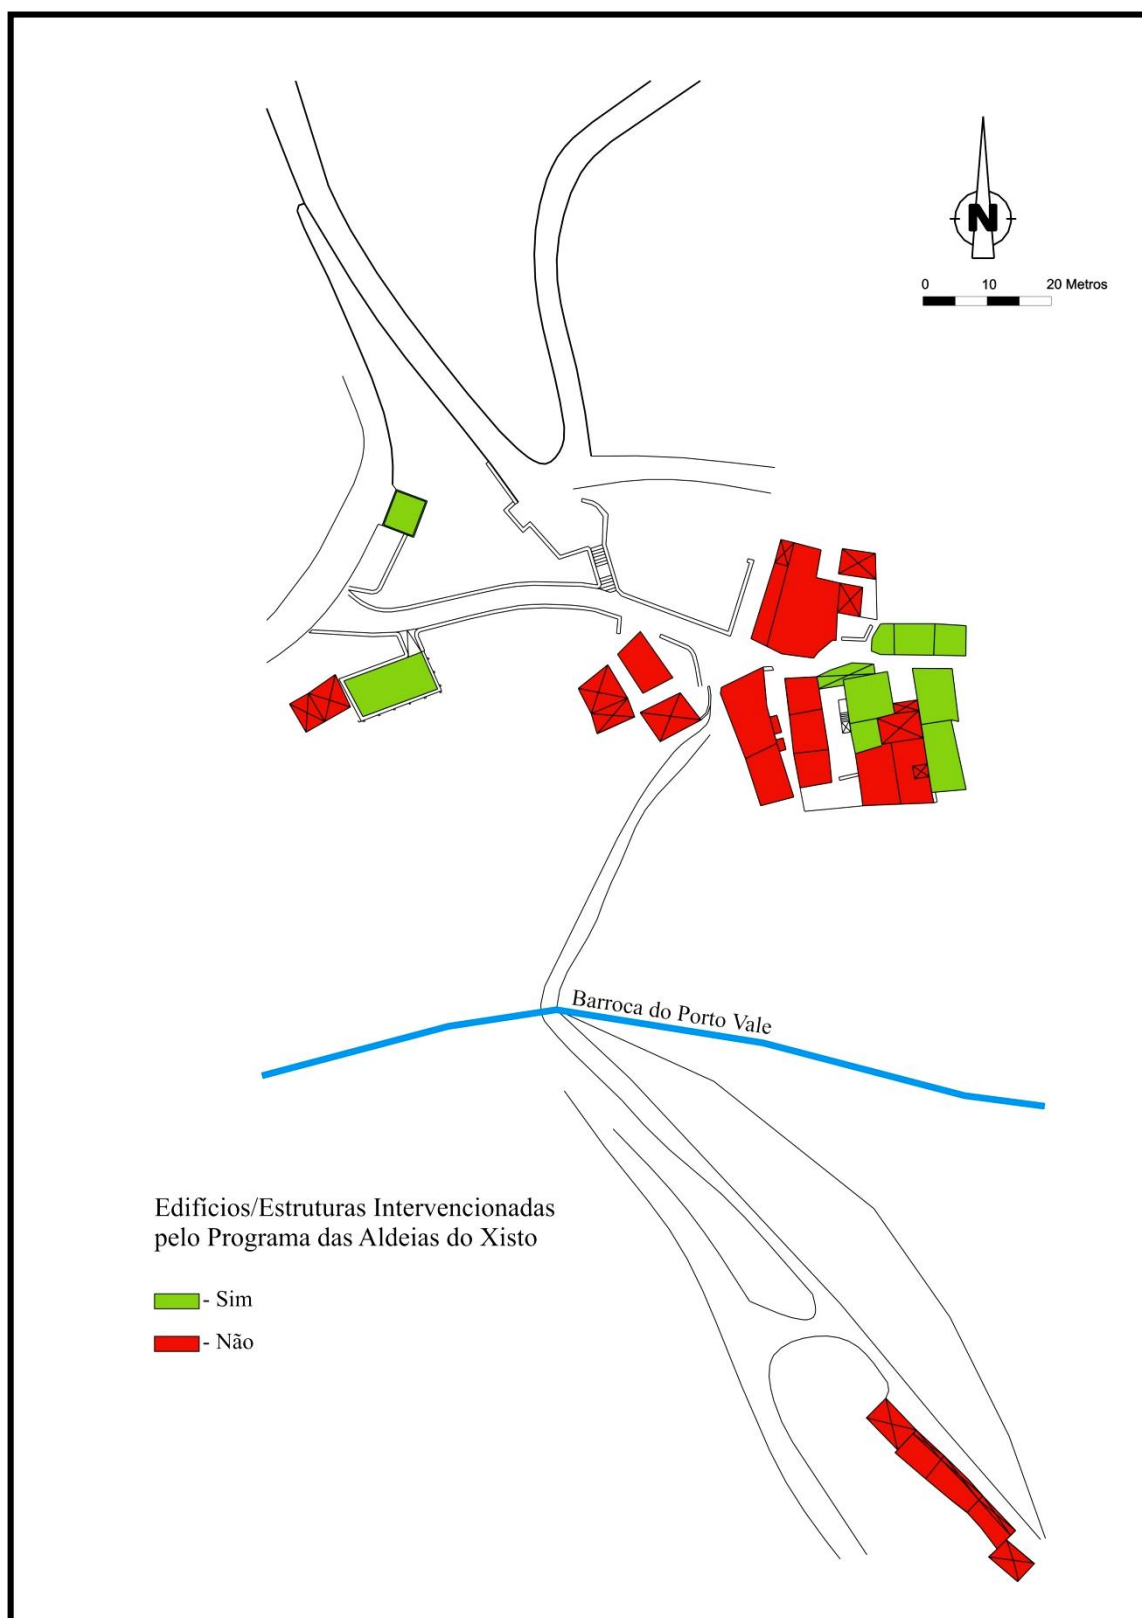 N
0 10 20 Metros
Barroca do Porto Vale
Edifícios/Estruturas Intervencionadas
pelo Programa das Aldeias do Xisto
- Sim
- Não